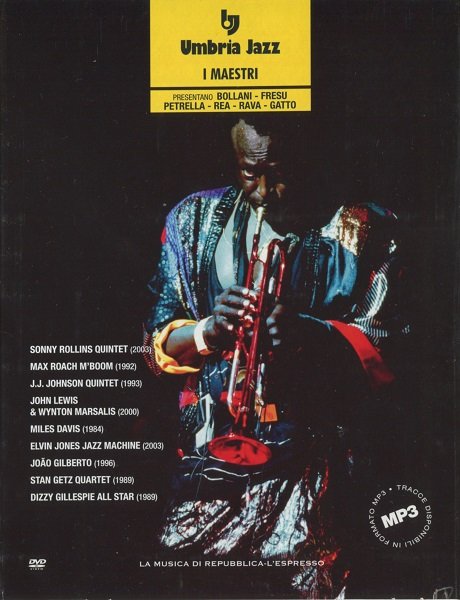 Umbria Jazz
I MAESTRI
PRESENTANO BOLLANI - FRESU
PETRELLA - REA - RAVA - GATTO
SONNY ROLLINS QUINTET (2003)
MAX ROACH M'BOOM (1992)
J.J. JOHNSON QUINTET (1993)
JOHN LEWIS
& WYNTON MARSALIS (2000)
MILES DAVIS (1984)
ELVIN JONES JAZZ MACHINE (2003)
JOÃO GILBERTO (1996)
STAN GETZ QUARTET (1989)
DIZZY GILLESPIE ALL STAR (1989)
MP3 • TRACCE DISPONIBILI IN FORMATO
MP3
DVD
VIDEO
LA MUSICA DI REPUBBLICA-L'ESPRESSO